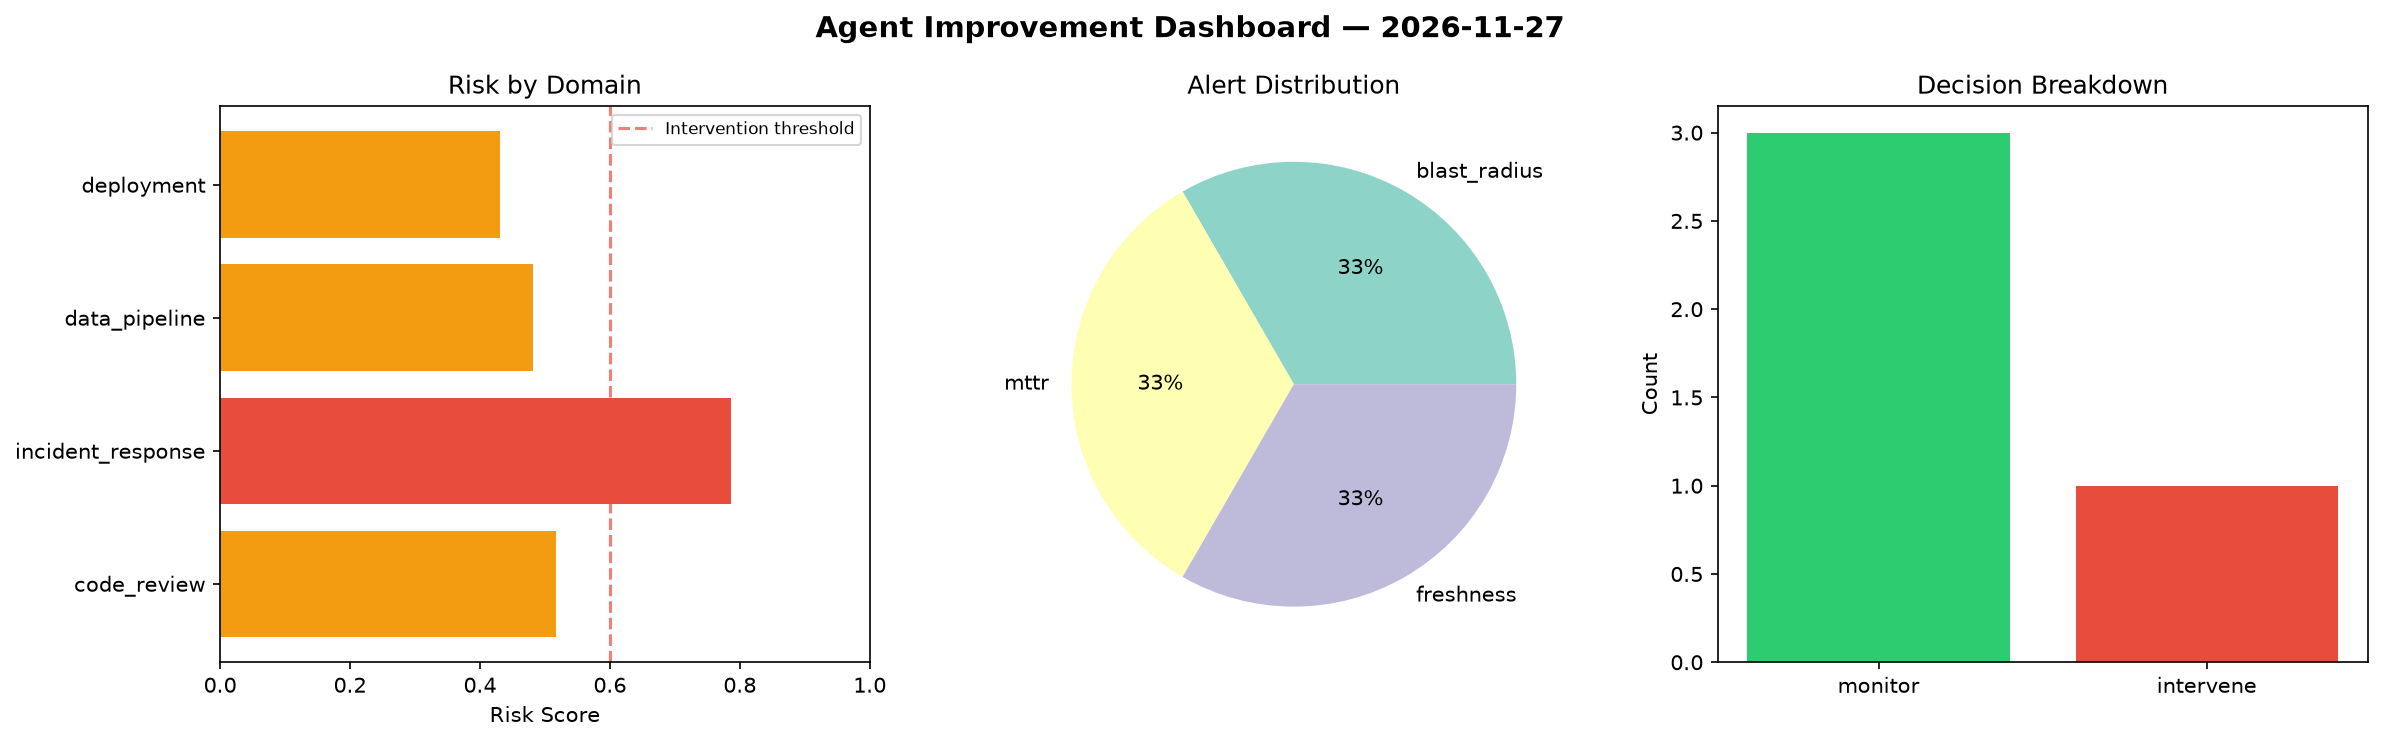 Agent Improvement Dashboard — 2026-11-27
Risk by Domain
Intervention threshold
deployment
data_pipeline
incident_response
code_review
0.0 0.2 0.4 0.6 0.8 1.0
Risk Score
Alert Distribution
blast_radius
33%
mttr
33%
33%
freshness
Decision Breakdown
Count
3.0
2.5
2.0
1.5
1.0
0.5
0.0
monitor intervene